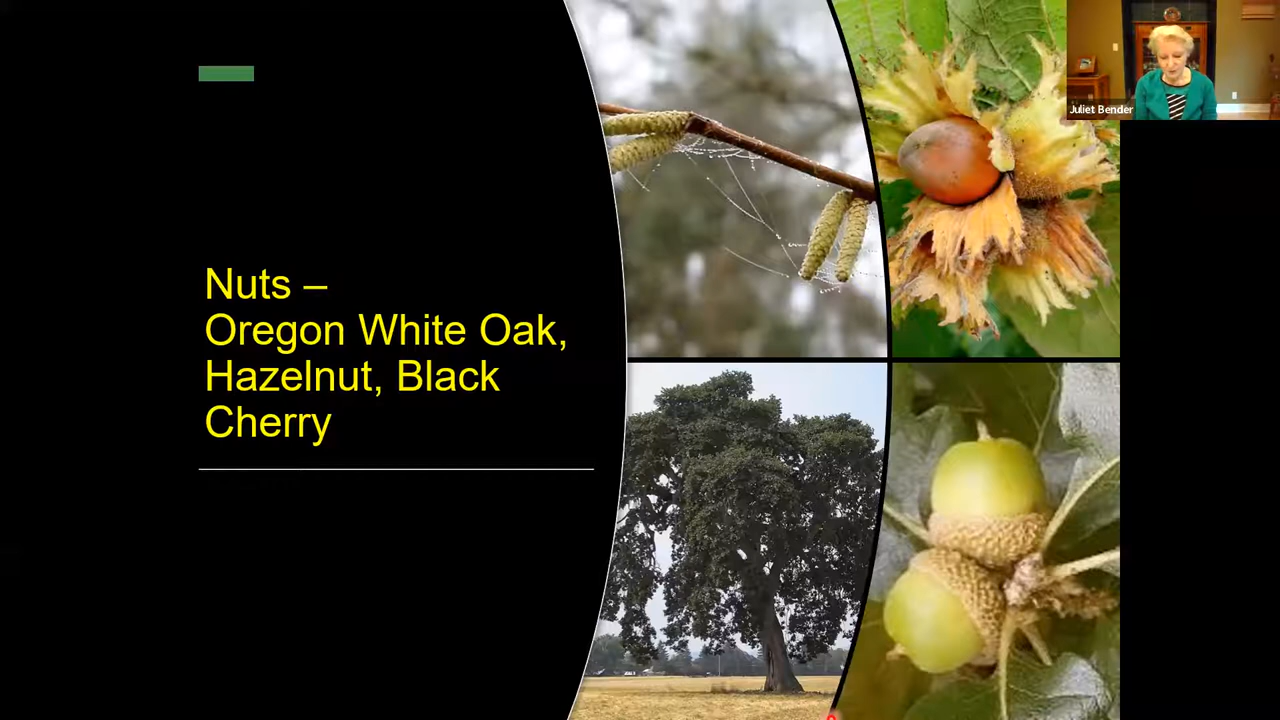 Juliet Bender
Nuts –
Oregon White Oak,
Hazelnut, Black
Cherry